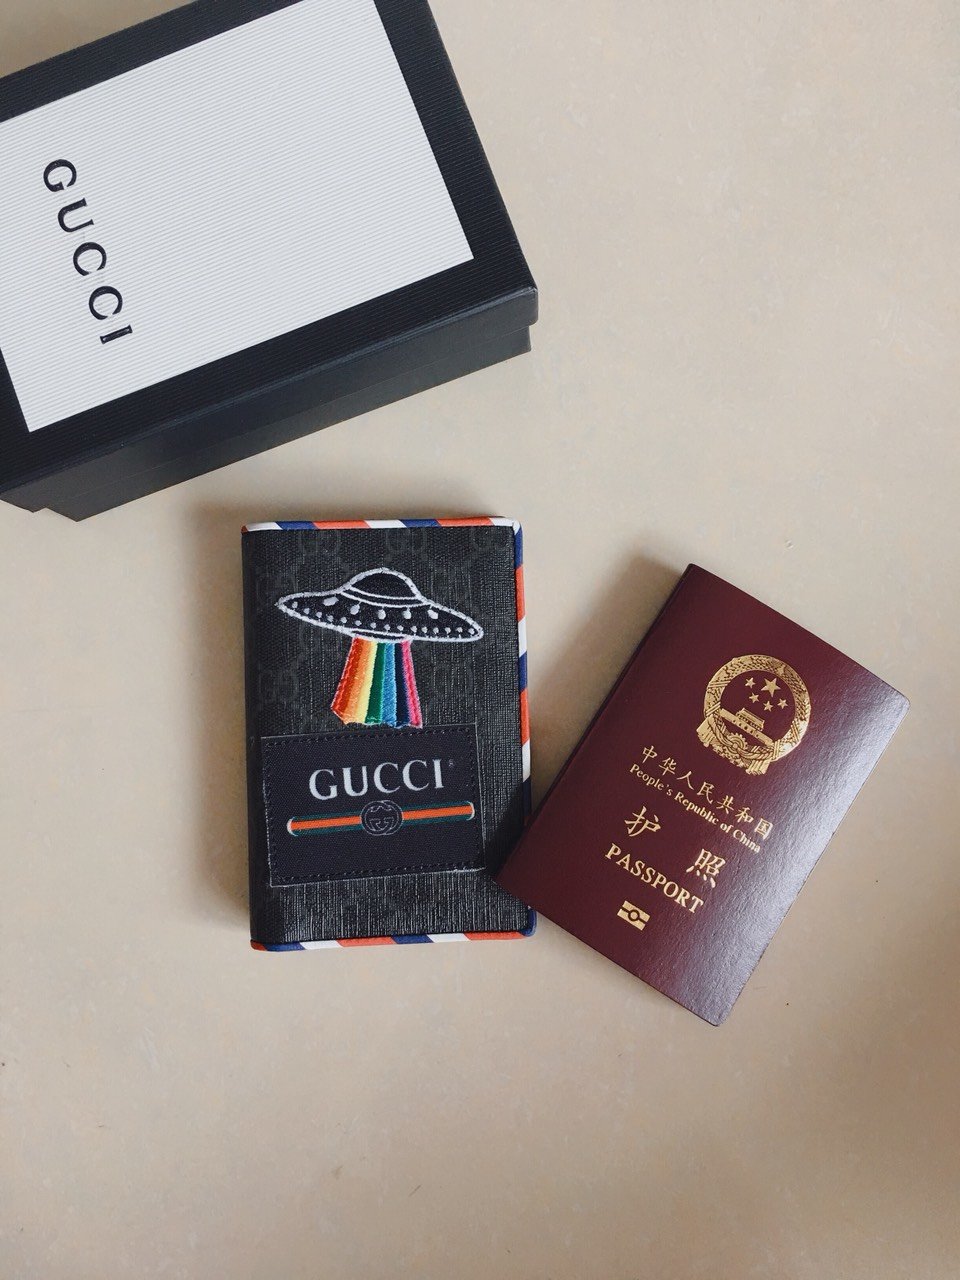 GUCCI
GUCCI
中华人民共和国
People's Republic of China
护照
PASSPORT